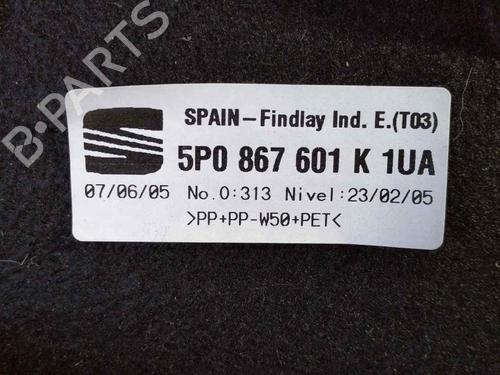 SPAIN-Findlay Ind. E.(T03)
5P0 867 601 K 1UA
07/06/05 No.O:313 Nivel:23/02/05
>PP+PP-W50+PET<
B-PARTS